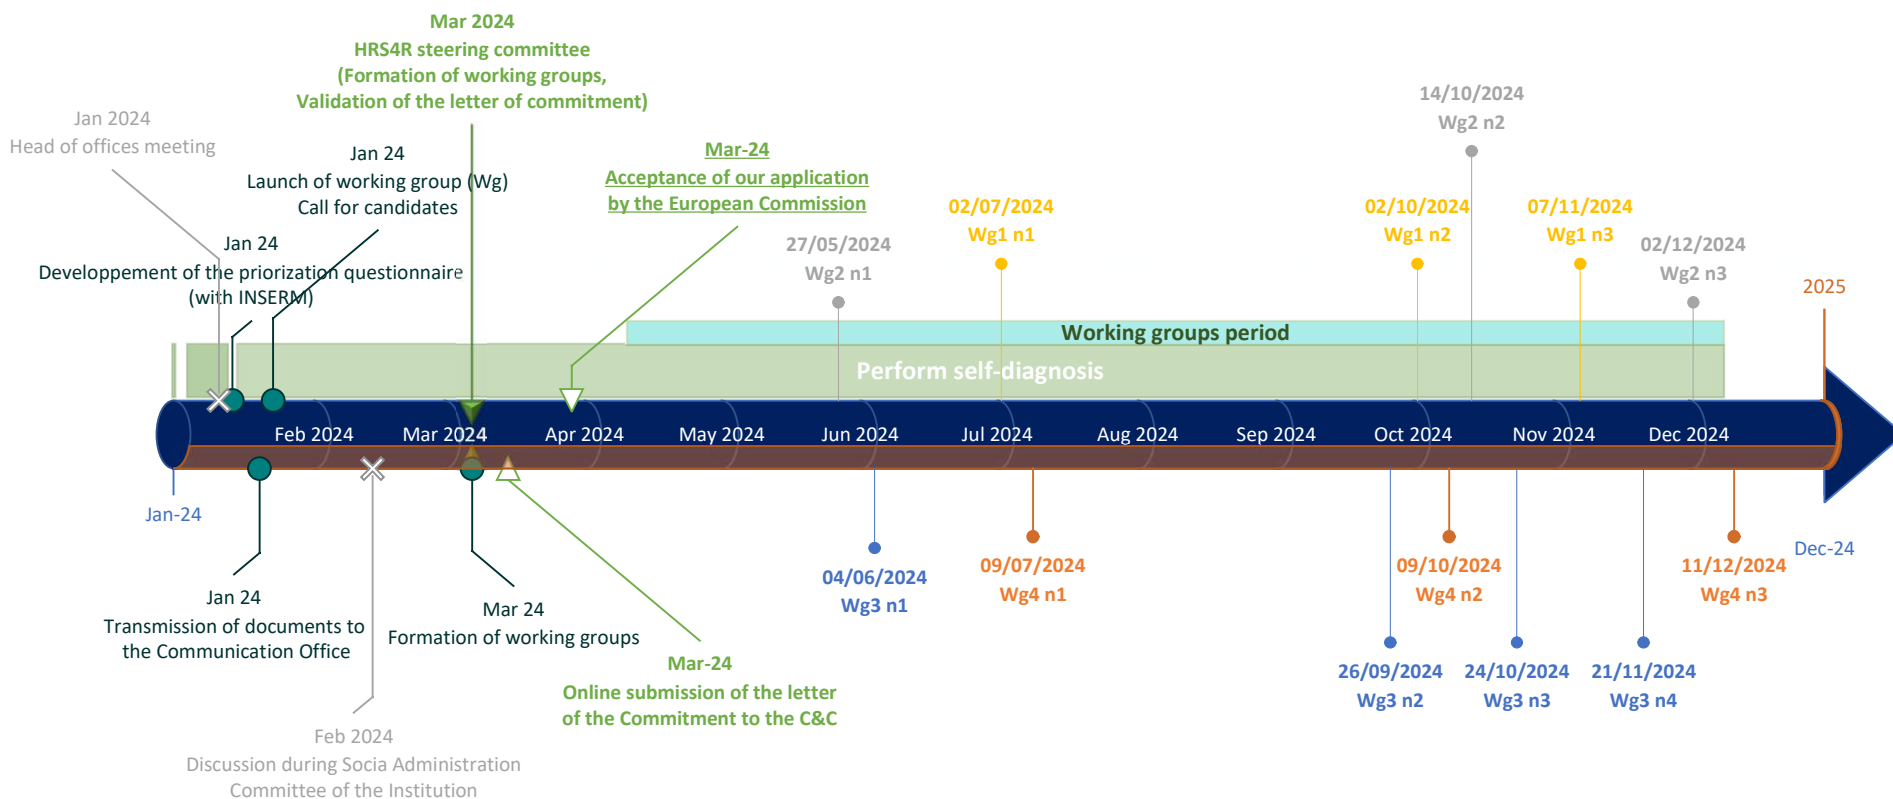 Mar 2024
HRS4R steering committee
(Formation of working groups,
Validation of the letter of commitment)
Jan 2024
Head of offices meeting
Jan 24
Launch of working group (Wg)
Call for candidates
Jan 24
Developpement of the priorization questionnaire
(with INSERM)
Mar-24
Acceptance of our application
by the European Commission
27/05/2024
Wg2 n1
02/07/2024
Wg1 n1
02/10/2024
Wg1 n2
14/10/2024
Wg2 n2
07/11/2024
Wg1 n3
02/12/2024
Wg2 n3
2025
Working groups period
Perform self-diagnosis
Feb 2024
Mar 2024
Apr 2024
May 2024
Jun 2024
Jul 2024
Aug 2024
Sep 2024
Oct 2024
Nov 2024
Dec 2024
Jan-24
Dec-24
Jan 24
Transmission of documents to
the Communication Office
Feb 2024
Discussion during Socia Administration
Committee of the Institution
Mar 24
Formation of working groups
Mar-24
Online submission of the letter
of the Commitment to the C&C
04/06/2024
Wg3 n1
09/07/2024
Wg4 n1
26/09/2024
Wg3 n2
09/10/2024
Wg4 n2
24/10/2024
Wg3 n3
21/11/2024
Wg3 n4
11/12/2024
Wg4 n3